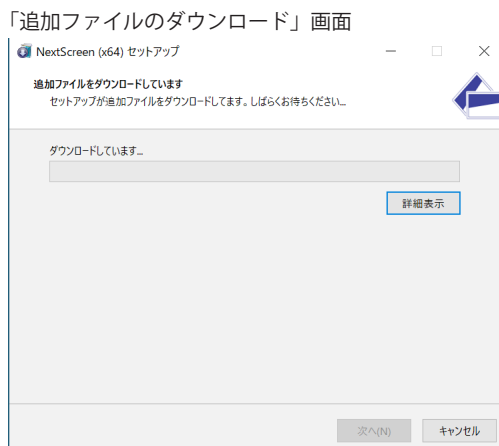 「追加ファイルのダウンロード」画面
NextScreen (x64) セットアップ
追加ファイルをダウンロードしています
セットアップが追加ファイルをダウンロードしてます。しばらくお待ちください...
ダウンロードしています...
詳細表示
次へ(N)
キャンセル